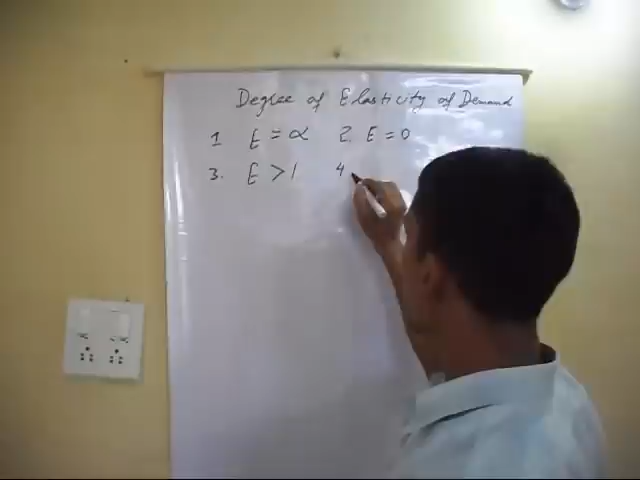 Degree of Elasticity of Demand
1 E = α 2. E = 0
3. E > 1 4